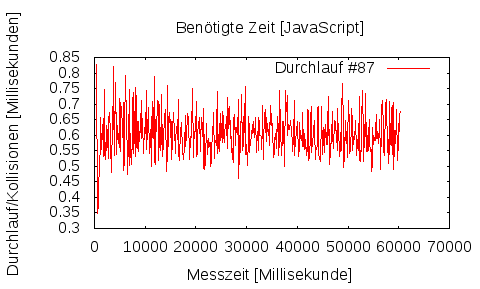 Benötigte Zeit [JavaScript]
Durchlauf/Kollisionen [Millisekunden]
0.85
0.8
0.75
0.7
0.65
0.6
0.55
0.5
0.45
0.4
0.35
0.3
Durchlauf #87
0 10000 20000 30000 40000 50000 60000 70000
Messzeit [Millisekunde]